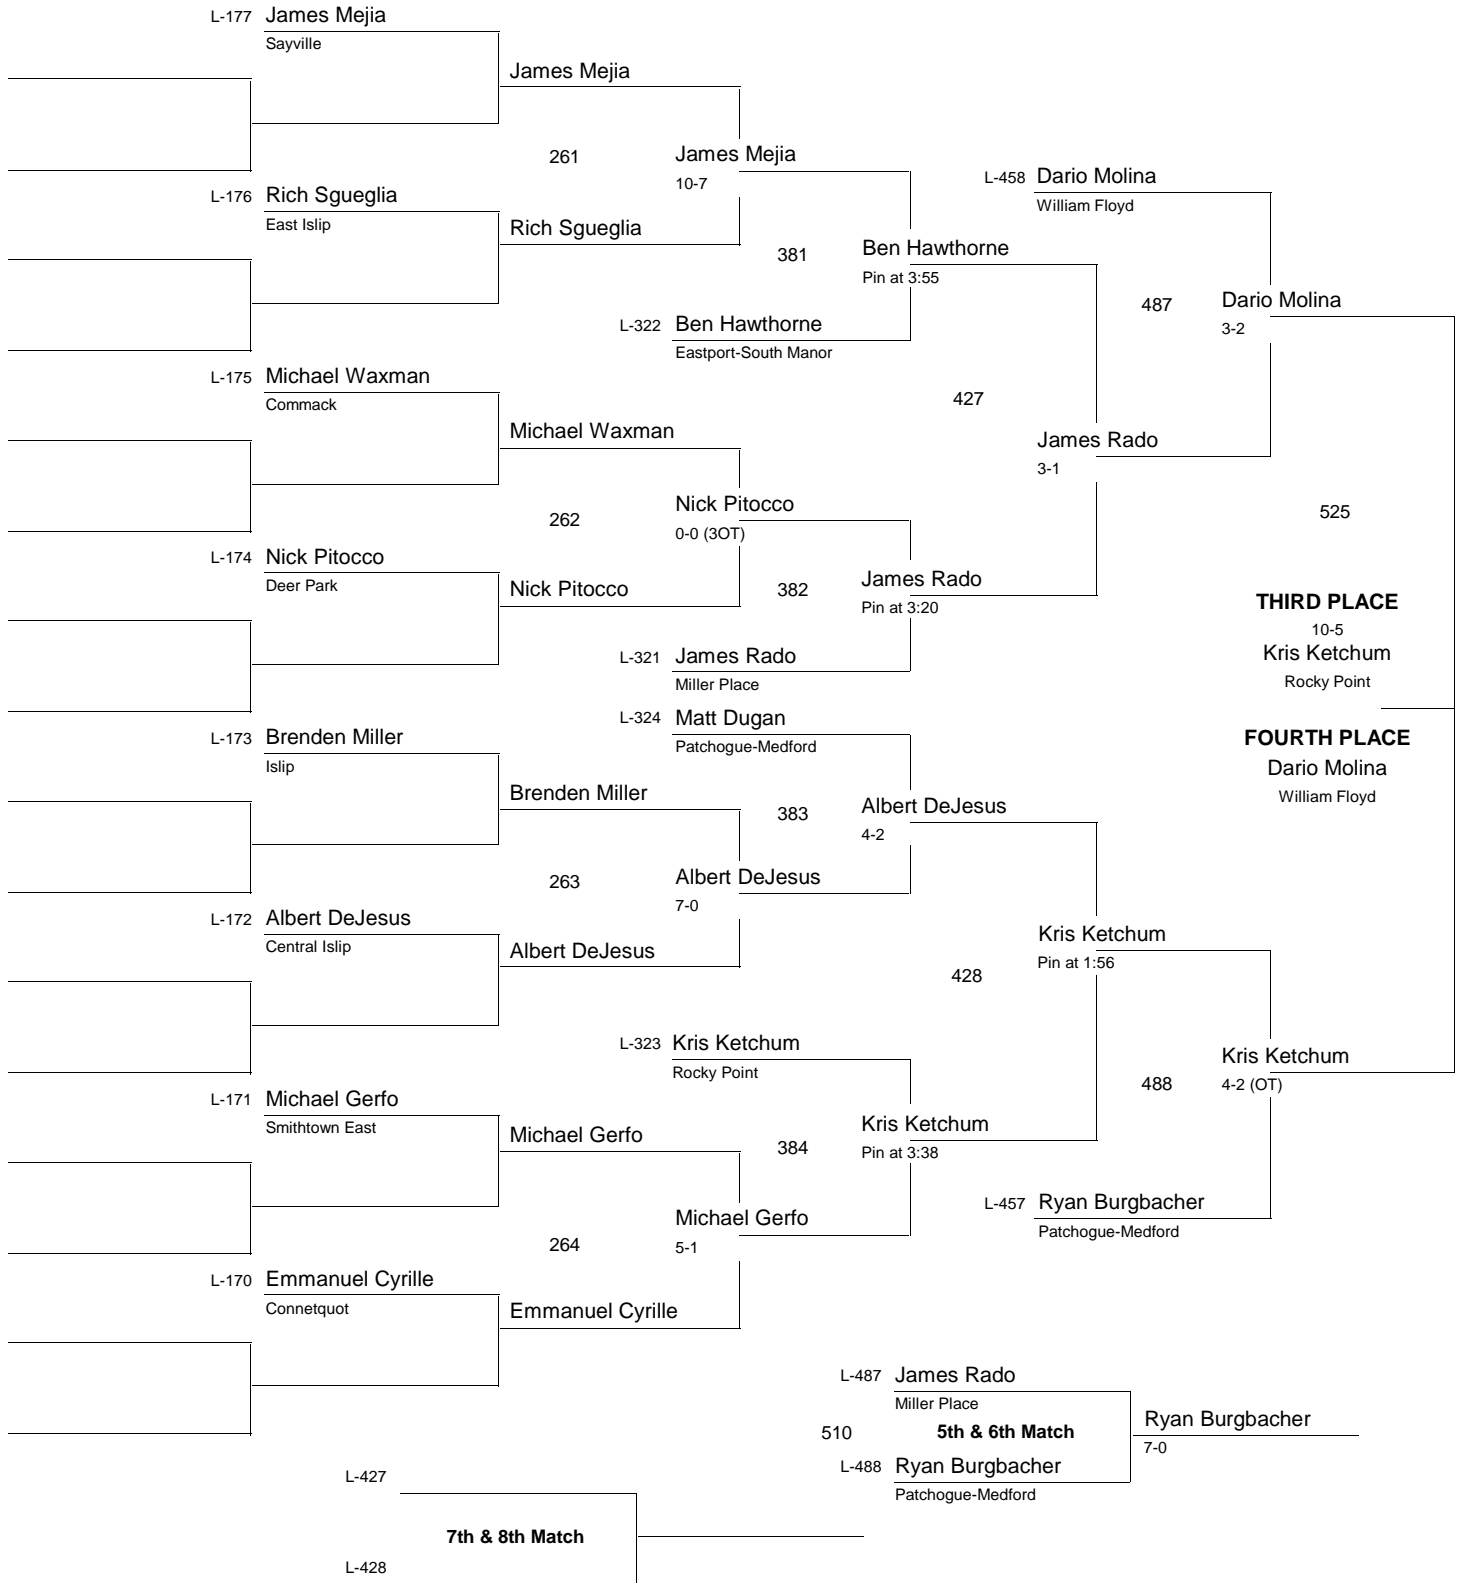 L-177 James Mejia
Sayville
James Mejia
261
James Mejia
10-7
L-176 Rich Sgueglia
East Islip
Rich Sgueglia
381
Ben Hawthorne
Pin at 3:55
L-322 Ben Hawthorne
Eastport-South Manor
L-458 Dario Molina
William Floyd
487
Dario Molina
3-2
L-175 Michael Waxman
Commack
Michael Waxman
427
James Rado
3-1
262
Nick Pitocco
0-0 (3OT)
L-174 Nick Pitocco
Deer Park
Nick Pitocco
382
James Rado
Pin at 3:20
L-321 James Rado
Miller Place
525
THIRD PLACE
10-5
Kris Ketchum
Rocky Point
FOURTH PLACE
Dario Molina
William Floyd
L-324 Matt Dugan
Patchogue-Medford
L-173 Brenden Miller
Islip
Brenden Miller
383
Albert DeJesus
4-2
263
Albert DeJesus
7-0
L-172 Albert DeJesus
Central Islip
Albert DeJesus
428
Kris Ketchum
Pin at 1:56
L-323 Kris Ketchum
Rocky Point
488
Kris Ketchum
4-2 (OT)
L-171 Michael Gerfo
Smithtown East
Michael Gerfo
384
Kris Ketchum
Pin at 3:38
264
Michael Gerfo
5-1
L-457 Ryan Burgbacher
Patchogue-Medford
L-170 Emmanuel Cyrille
Connetquot
Emmanuel Cyrille
L-487 James Rado
Miller Place
510
5th & 6th Match
Ryan Burgbacher
7-0
L-488 Ryan Burgbacher
Patchogue-Medford
L-427
7th & 8th Match
L-428